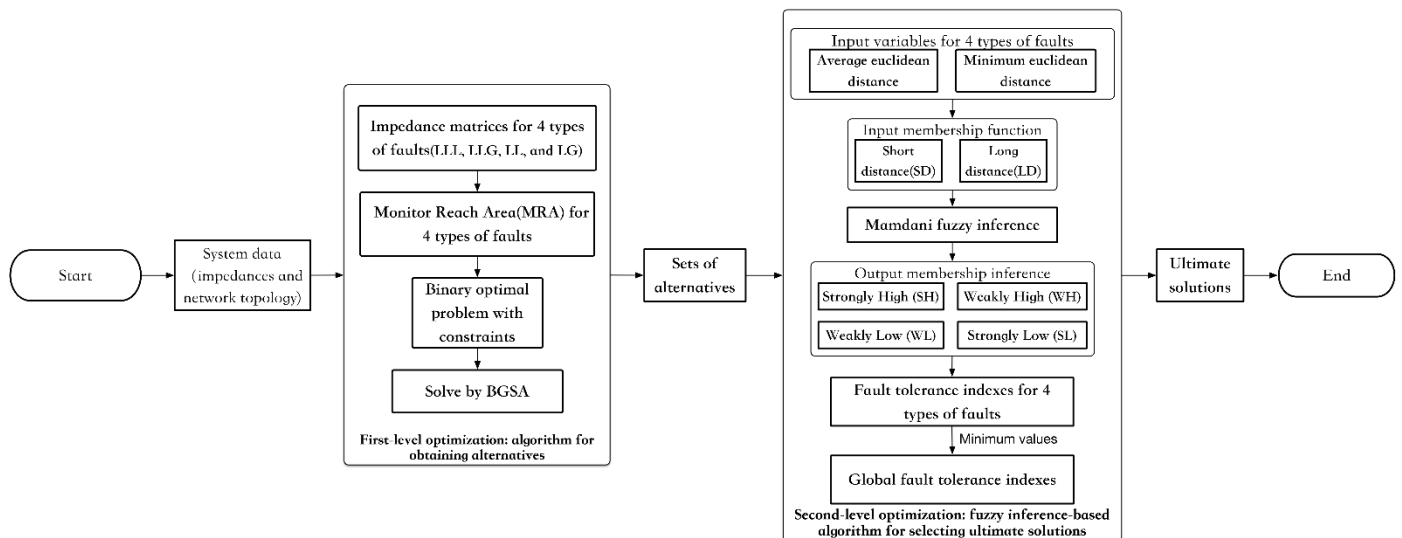 Start
System data
(impedances and
network topology)
Impedance matrices for 4 types
of faults(LLL, LLG, LL, and LG)
Monitor Reach Area(MRA) for
4 types of faults
Binary optimal
problem with
constraints
Solve by BGSA
First-level optimization: algorithm for
obtaining alternatives
Sets of
alternatives
Input variables for 4 types of faults
Average euclidean
distance
Minimum euclidean
distance
Input membership function
Short
distance(SD)
Long
distance(LD)
Mamdani fuzzy inference
Output membership inference
Strongly High (SH)
Weakly High (WH)
Weakly Low (WL)
Strongly Low (SL)
Fault tolerance indexes for 4
types of faults
Minimum values
Global fault tolerance indexes
Second-level optimization: fuzzy inference-based
algorithm for selecting ultimate solutions
Ultimate
solutions
End